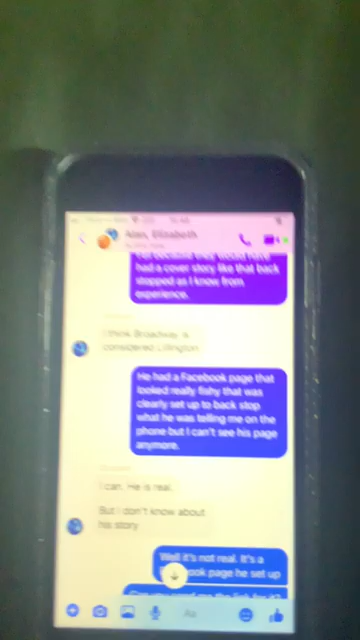 Alan, Elizabeth
had a cover story like that back
stopped as I know from
experience.
I think Broadway is
considered Lillington
He had a Facebook page that
looked really fishy that was
clearly set up to back stop
what he was telling me on the
phone but I can't see his page
anymore.
I can. He is real.
But I don't know about
his story
Well it's not real. It's a
book page he set up
Aa